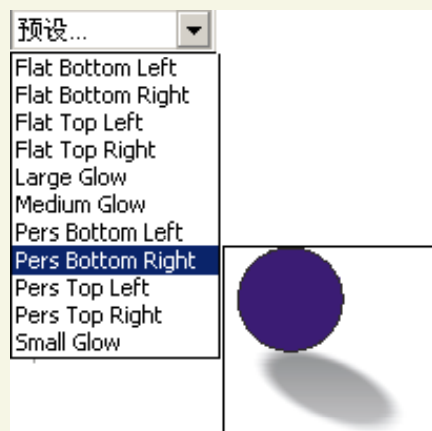 预设...
Flat Bottom Left
Flat Bottom Right
Flat Top Left
Flat Top Right
Large Glow
Medium Glow
Pers Bottom Left
Pers Bottom Right
Pers Top Left
Pers Top Right
Small Glow